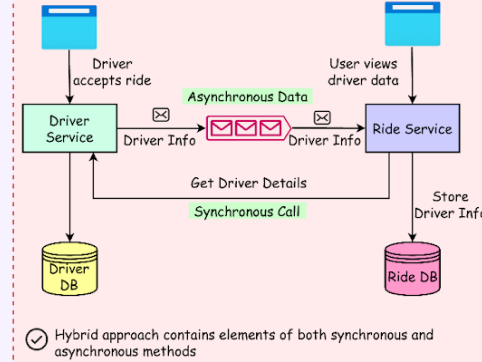 Driver
accepts ride
User views
driver data
Asynchronous Data
Driver
Service
Driver Info
Driver Info
Ride Service
Get Driver Details
Synchronous Call
Store
Driver Info
Driver
DB
Ride DB
Hybrid approach contains elements of both synchronous and
asynchronous methods